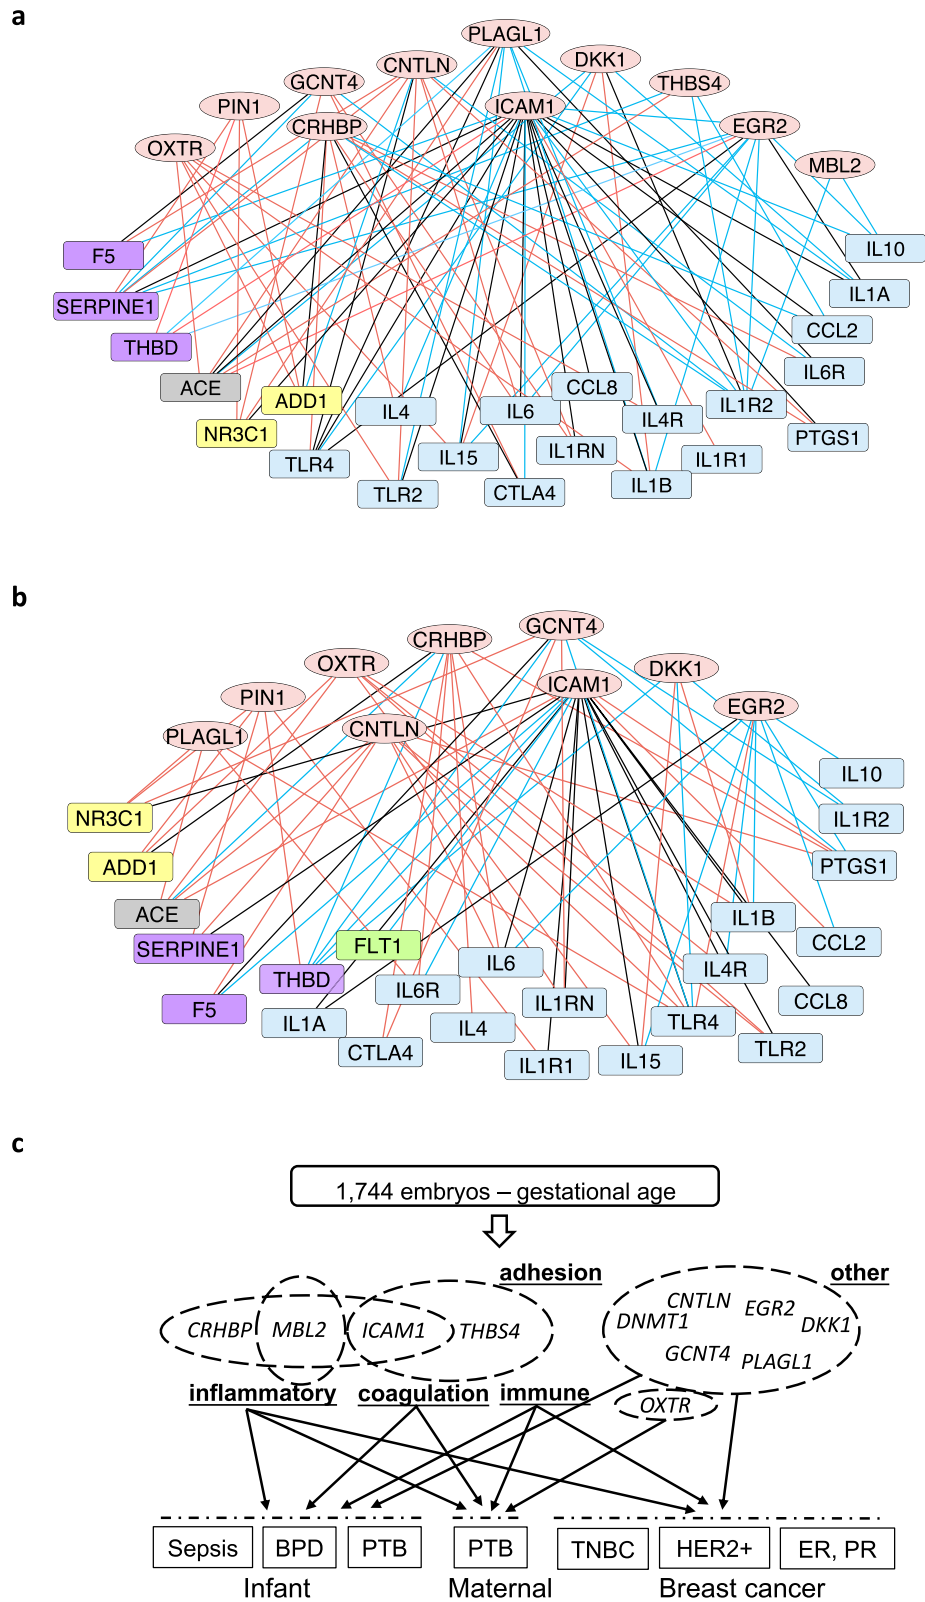 a
PLAGL1
DKK1
CNTLN
THBS4
GCNT4
PIN1
ICAM1
CRHBP
EGR2
OXTR
MBL2
F5
IL10
SERPINE1
IL1A
THBD
CCL2
IL6R
ACE
CCL8
ADD1
IL4
IL6
IL4R
IL1R2
NR3C1
PTGS1
TLR4
IL15
IL1RN
IL1R1
TLR2
CTLA4
IL1B
b
GCNT4
CRHBP
OXTR
DKK1
ICAM1
PIN1
EGR2
PLAGL1
CNTLN
IL10
NR3C1
IL1R2
ADD1
PTGS1
ACE
IL1B
SERPINE1
FLT1
CCL2
IL6
THBD
IL4R
IL6R
F5
IL1RN
CCL8
IL1A
IL4
TLR4
CTLA4
TLR2
IL1R1
IL15
c
1,744 embryos – gestational age
adhesion
other
CNTLN
EGR2
DNMT1
DKK1
CRHBP
MBL2
ICAM1
THBS4
GCNT4
PLAGL1
inflammatory coagulation immune
OXTR
Sepsis BPD PTB PTB TNBC HER2+ ER, PR
Infant Maternal Breast cancer